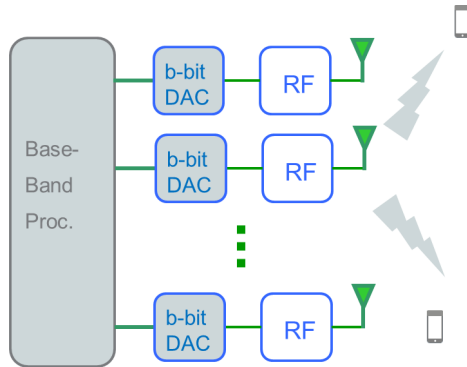 b-bit
DAC
RF
Base-
Band
Proc.
b-bit
DAC
RF
b-bit
DAC
RF